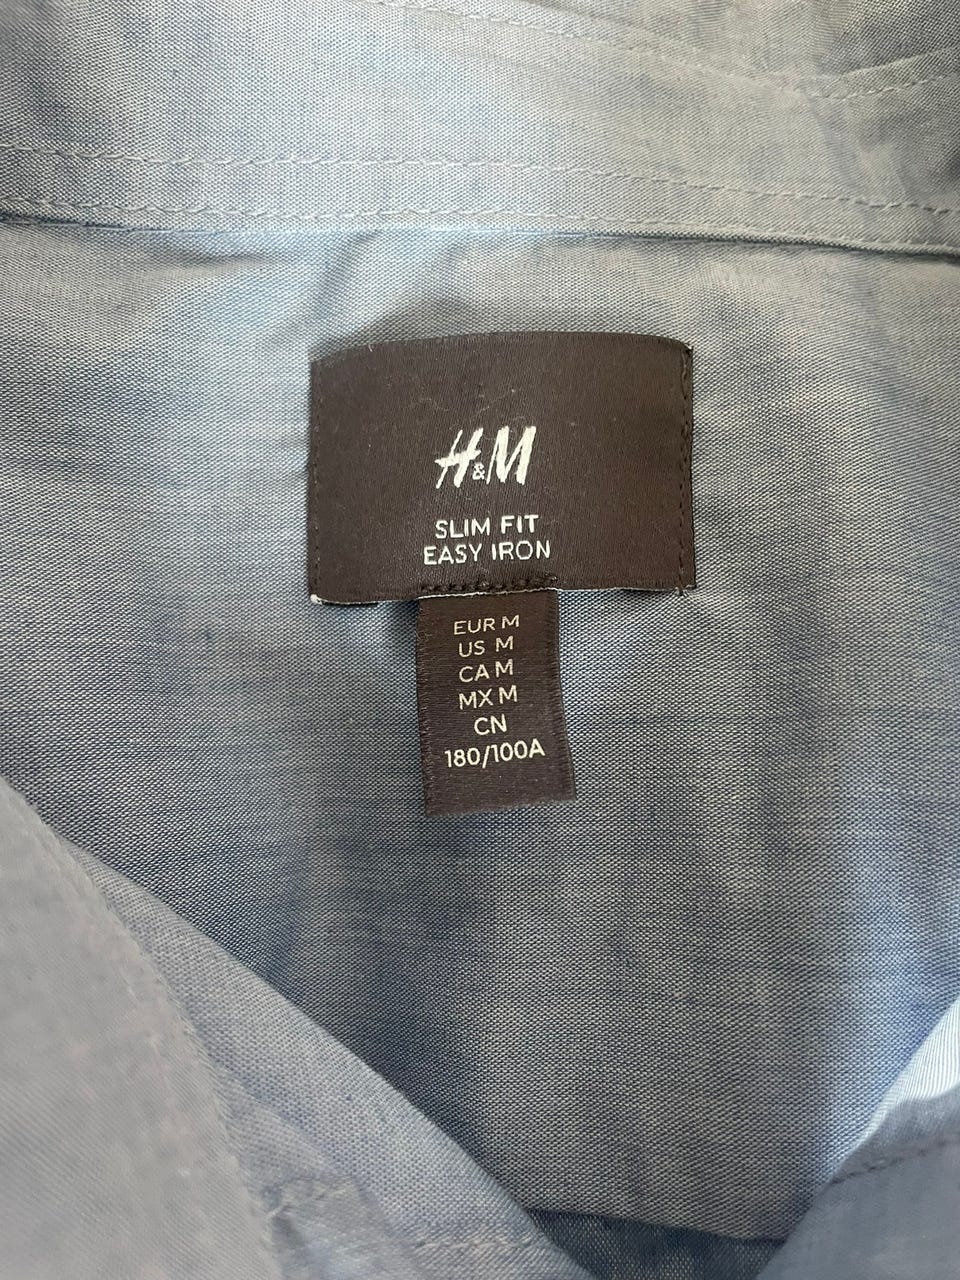 H&M
SLIM FIT
EASY IRON
EUR M
US M
CA M
MX M
CN
180/100A